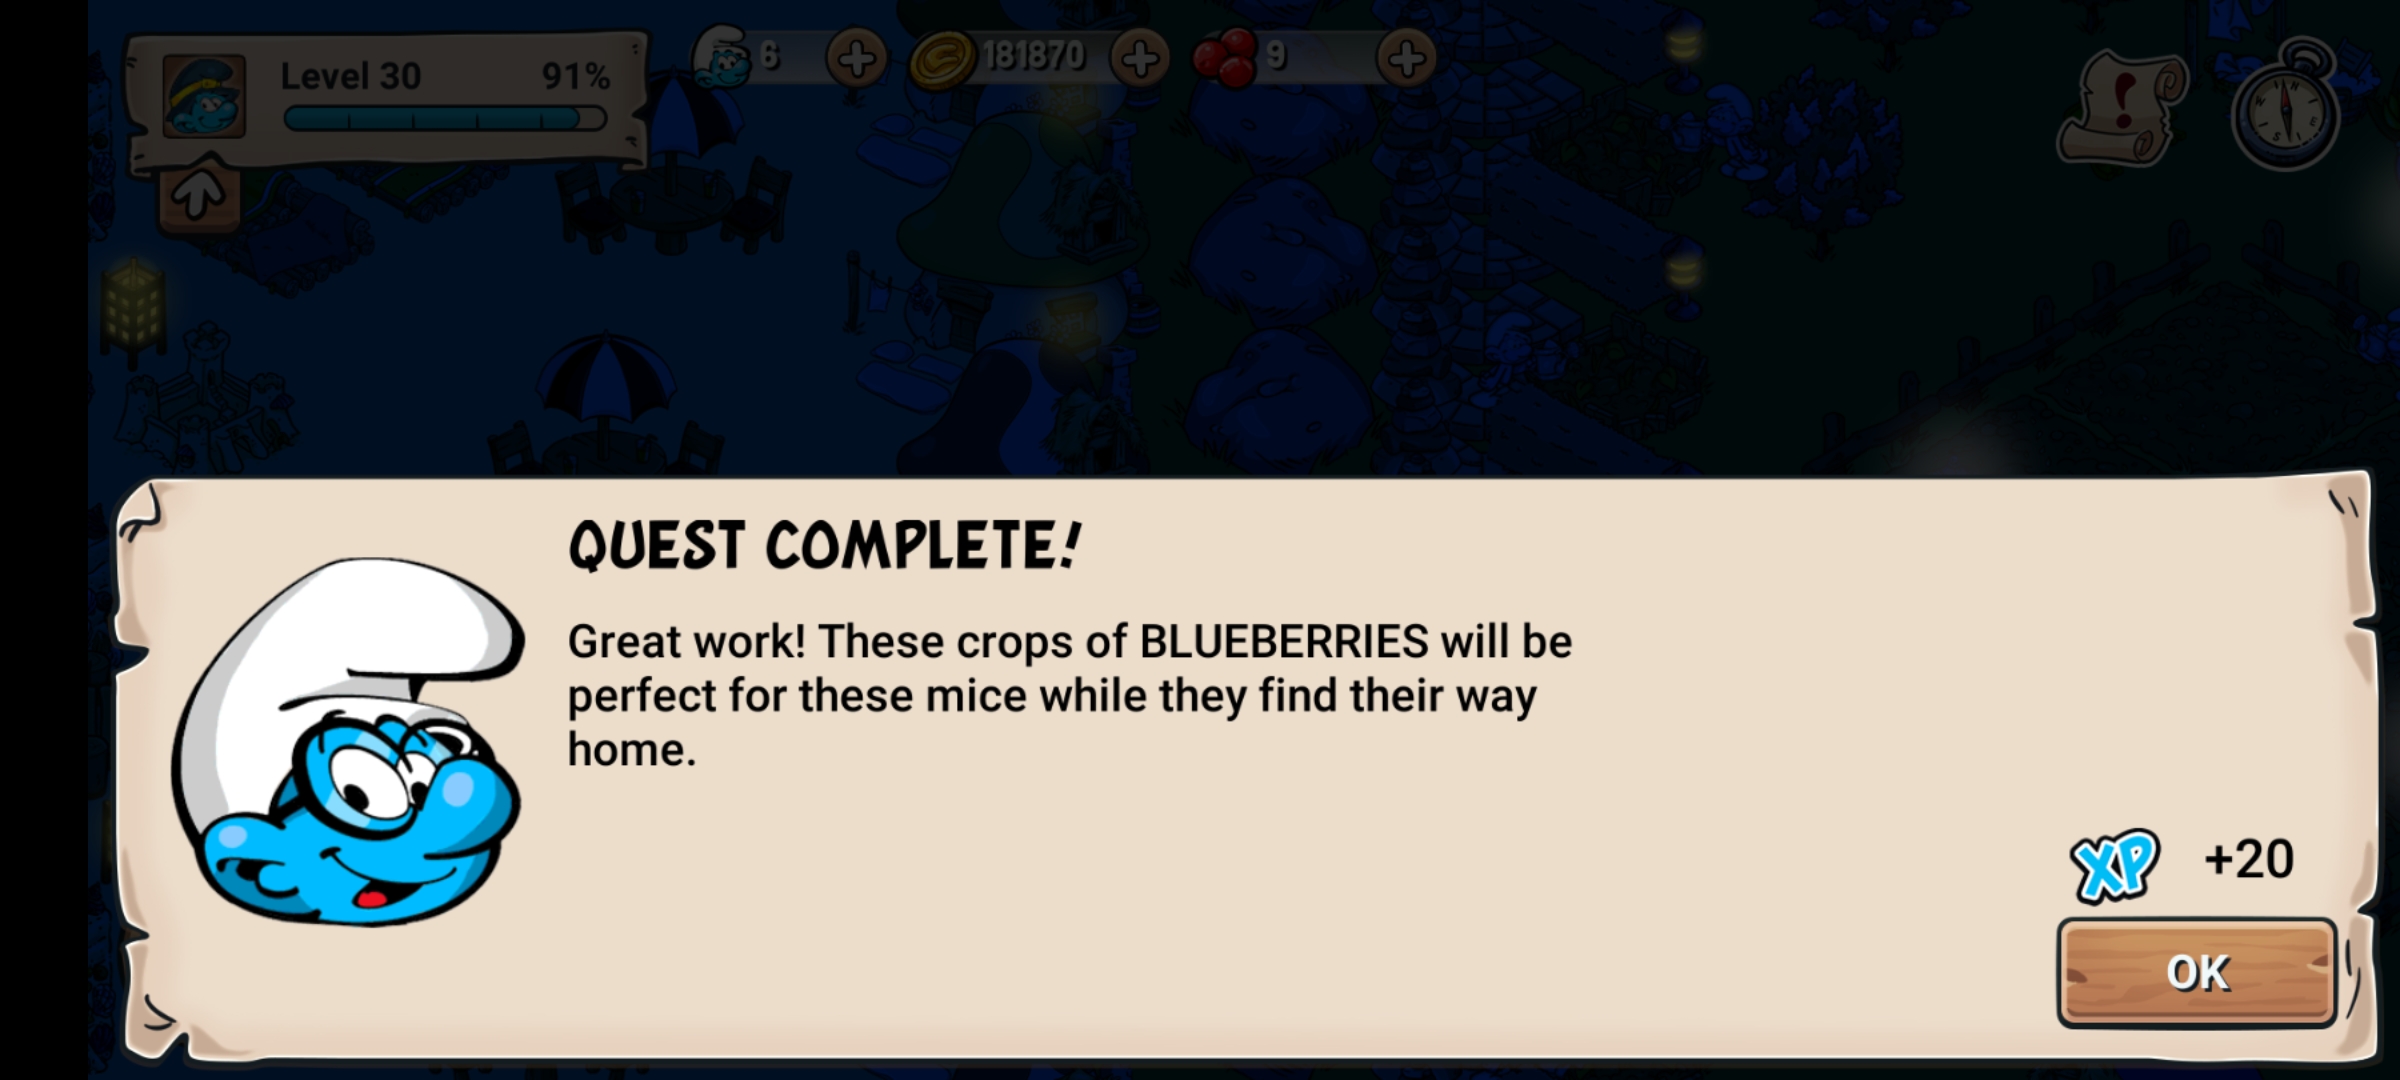 Level 30 91%
6
181870
9
QUEST COMPLETE!
Great work! These crops of BLUEBERRIES will be
perfect for these mice while they find their way
home.
XP +20
OK